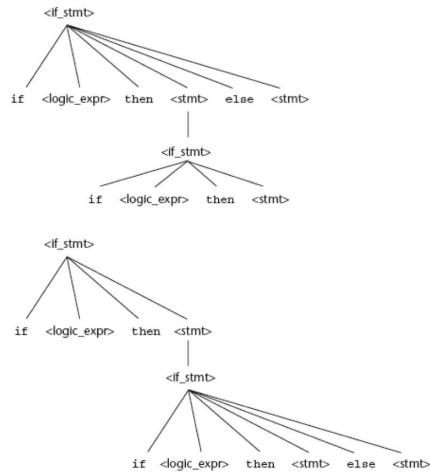 <if_stmt>
if <logic_expr> then <stmt> else <stmt>
<if_stmt>
if <logic_expr> then <stmt>
<if_stmt>
if <logic_expr> then <stmt>
<if_stmt>
if <logic_expr> then <stmt> else <stmt>